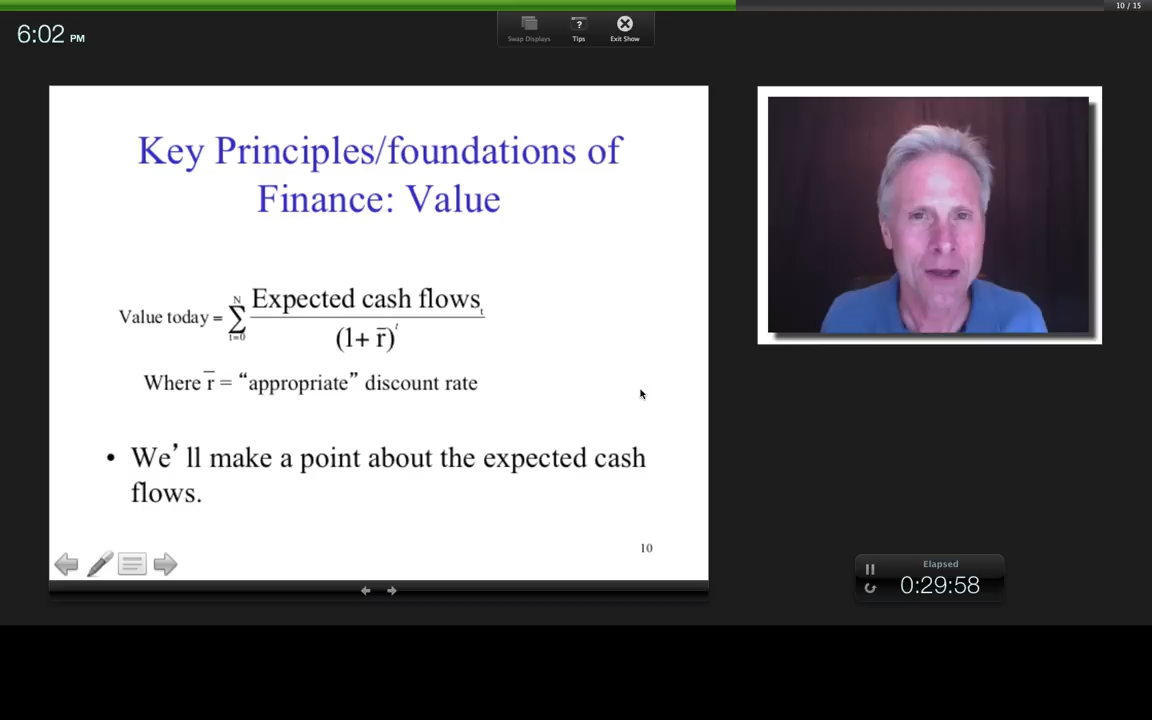 10 / 15
6:02 PM
Swap Displays
?
Tips
Exit Show
Key Principles/foundations of
Finance: Value
N
Expected cash flows t
Value today = ∑
t=0
(1+ r̅) t
Where r̅ = “appropriate” discount rate
• We’ll make a point about the expected cash
flows.
10
Elapsed
0:29:58